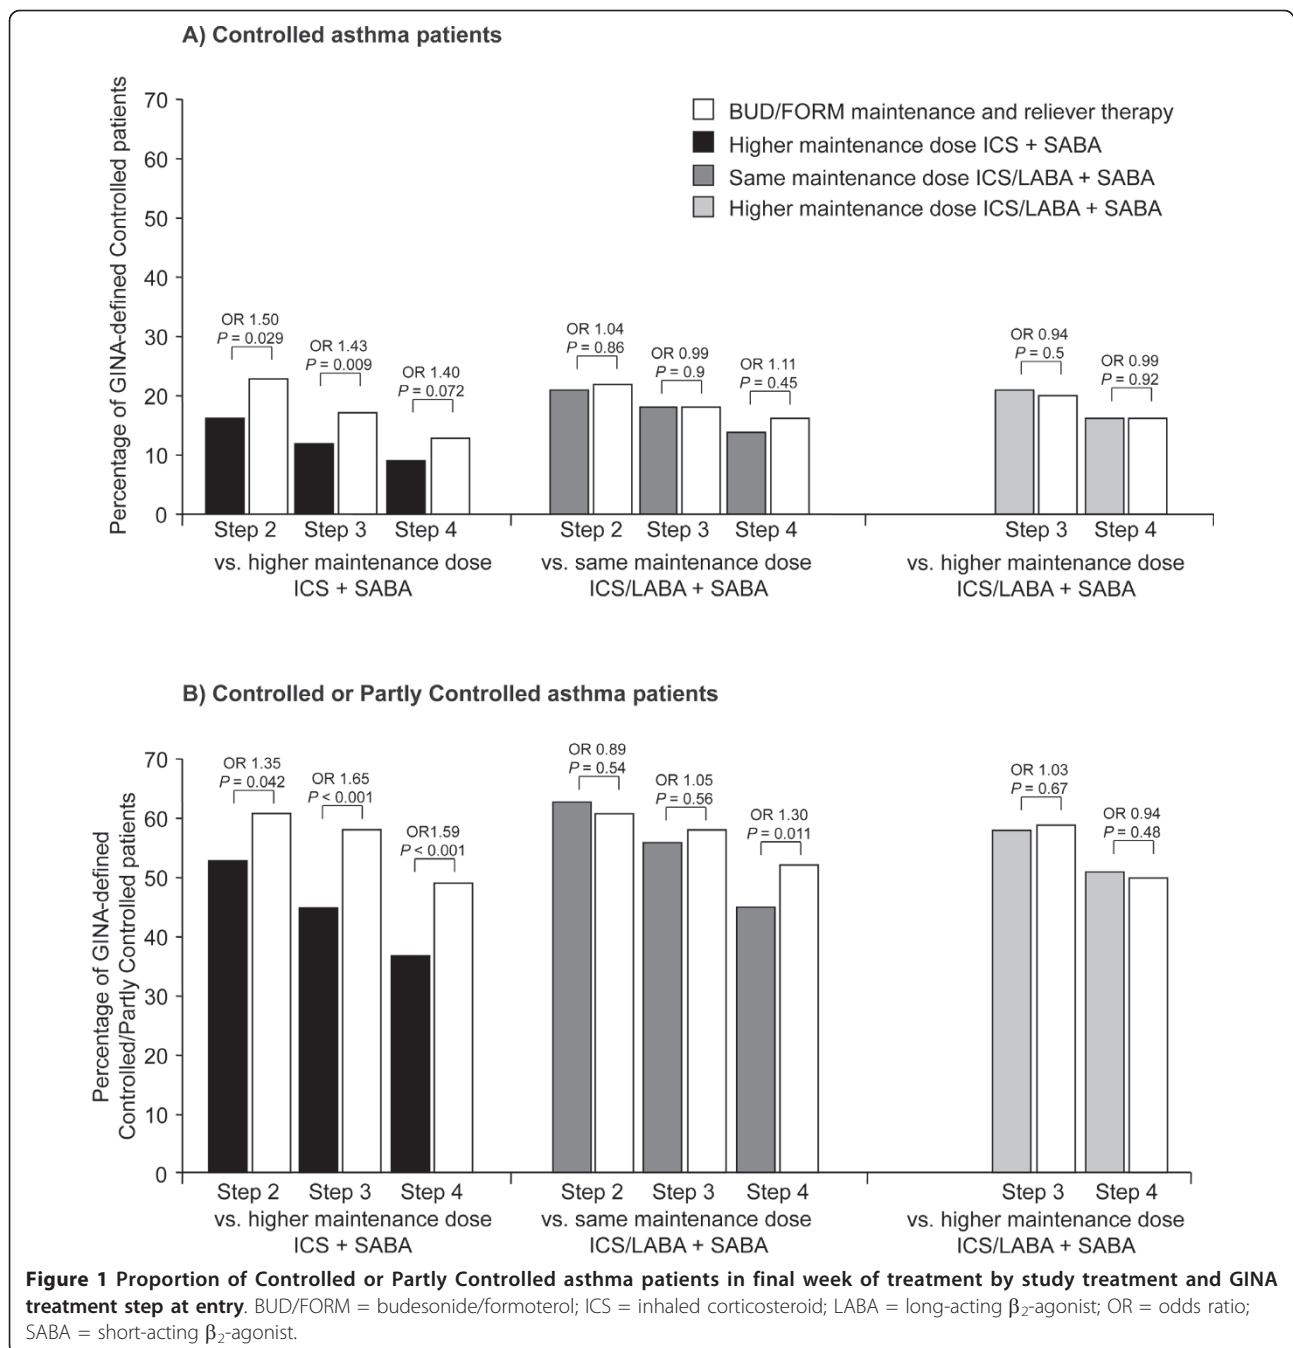 A) Controlled asthma patients
Percentage of GINA-defined Controlled patients
70
60
50
40
30
20
10
0
BUD/FORM maintenance and reliever therapy
Higher maintenance dose ICS + SABA
Same maintenance dose ICS/LABA + SABA
Higher maintenance dose ICS/LABA + SABA
OR 1.50
P = 0.029
OR 1.43
P = 0.009
OR 1.40
P = 0.072
OR 1.04
P = 0.86
OR 0.99
P = 0.9
OR 1.11
P = 0.45
OR 0.94
P = 0.5
OR 0.99
P = 0.92
Step 2 Step 3 Step 4
vs. higher maintenance dose
ICS + SABA
Step 2 Step 3 Step 4
vs. same maintenance dose
ICS/LABA + SABA
Step 3 Step 4
vs. higher maintenance dose
ICS/LABA + SABA
B) Controlled or Partly Controlled asthma patients
Percentage of GINA-defined
Controlled/Partly Controlled patients
70
60
50
40
30
20
10
0
OR 1.35
P = 0.042
OR 1.65
P < 0.001
OR1.59
P < 0.001
OR 0.89
P = 0.54
OR 1.05
P = 0.56
OR 1.30
P = 0.011
OR 1.03
P = 0.67
OR 0.94
P = 0.48
Step 2 Step 3 Step 4
vs. higher maintenance dose
ICS + SABA
Step 2 Step 3 Step 4
vs. same maintenance dose
ICS/LABA + SABA
Step 3 Step 4
vs. higher maintenance dose
ICS/LABA + SABA
Figure 1 Proportion of Controlled or Partly Controlled asthma patients in final week of treatment by study treatment and GINA
treatment step at entry. BUD/FORM = budesonide/formoterol; ICS = inhaled corticosteroid; LABA = long-acting β₂-agonist; OR = odds ratio;
SABA = short-acting β₂-agonist.